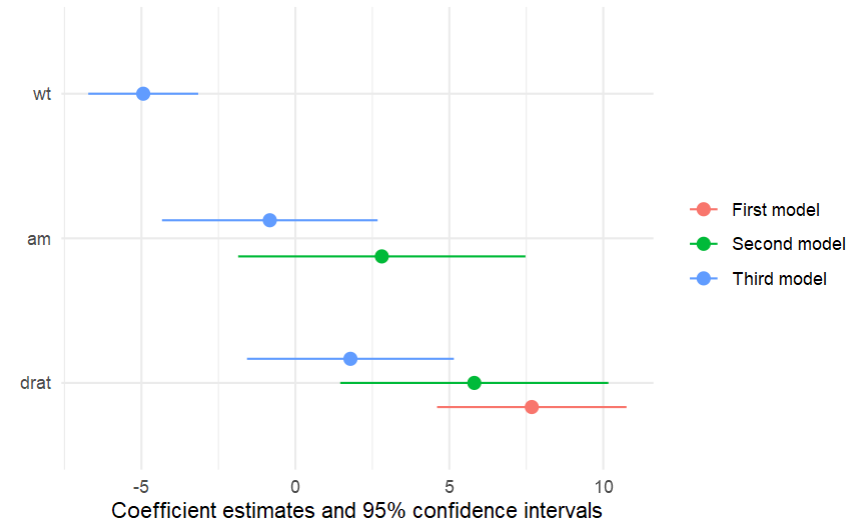 wt
am
drat
-5
0
5
10
Coefficient estimates and 95% confidence intervals
First model
Second model
Third model